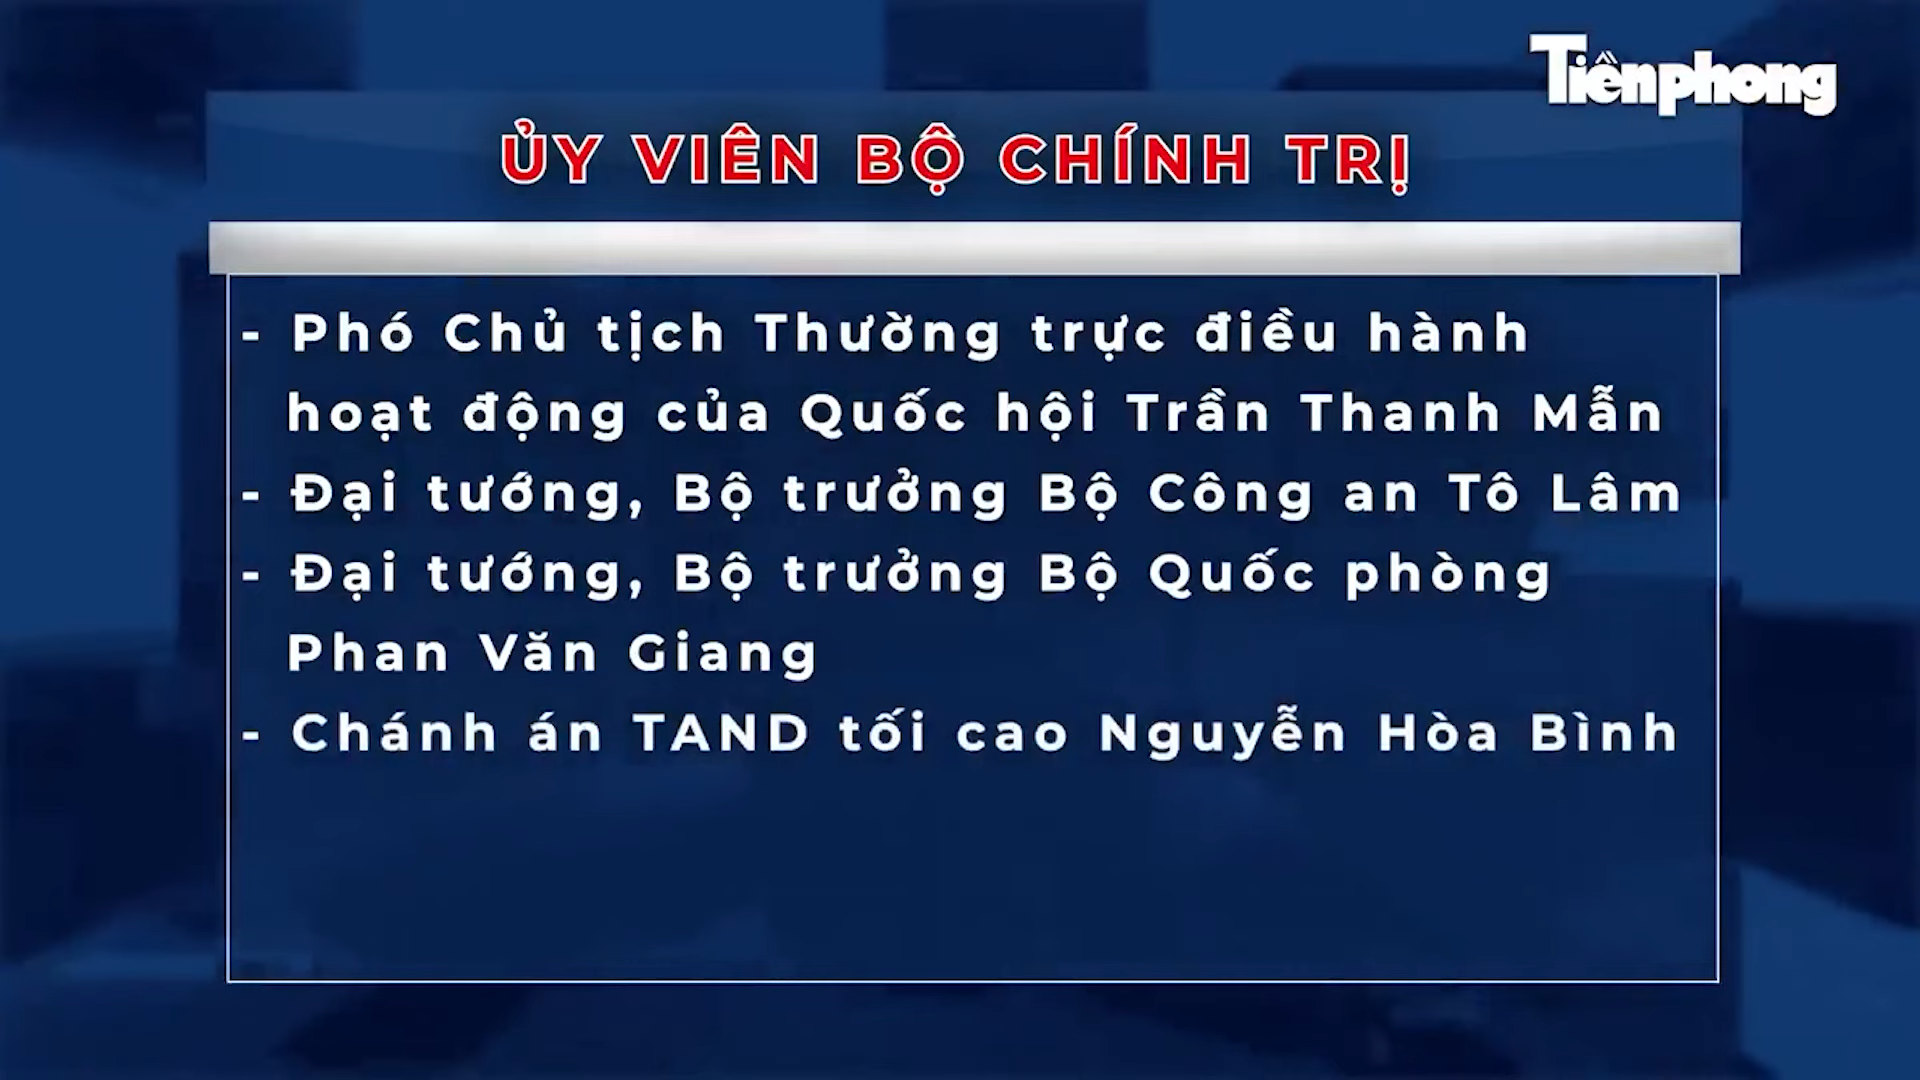 Tiềnphong
ỦY VIÊN BỘ CHÍNH TRỊ
- Phó Chủ tịch Thường trực điều hành
hoạt động của Quốc hội Trần Thanh Mẫn
- Đại tướng, Bộ trưởng Bộ Công an Tô Lâm
- Đại tướng, Bộ trưởng Bộ Quốc phòng
Phan Văn Giang
- Chánh án TAND tối cao Nguyễn Hòa Bình